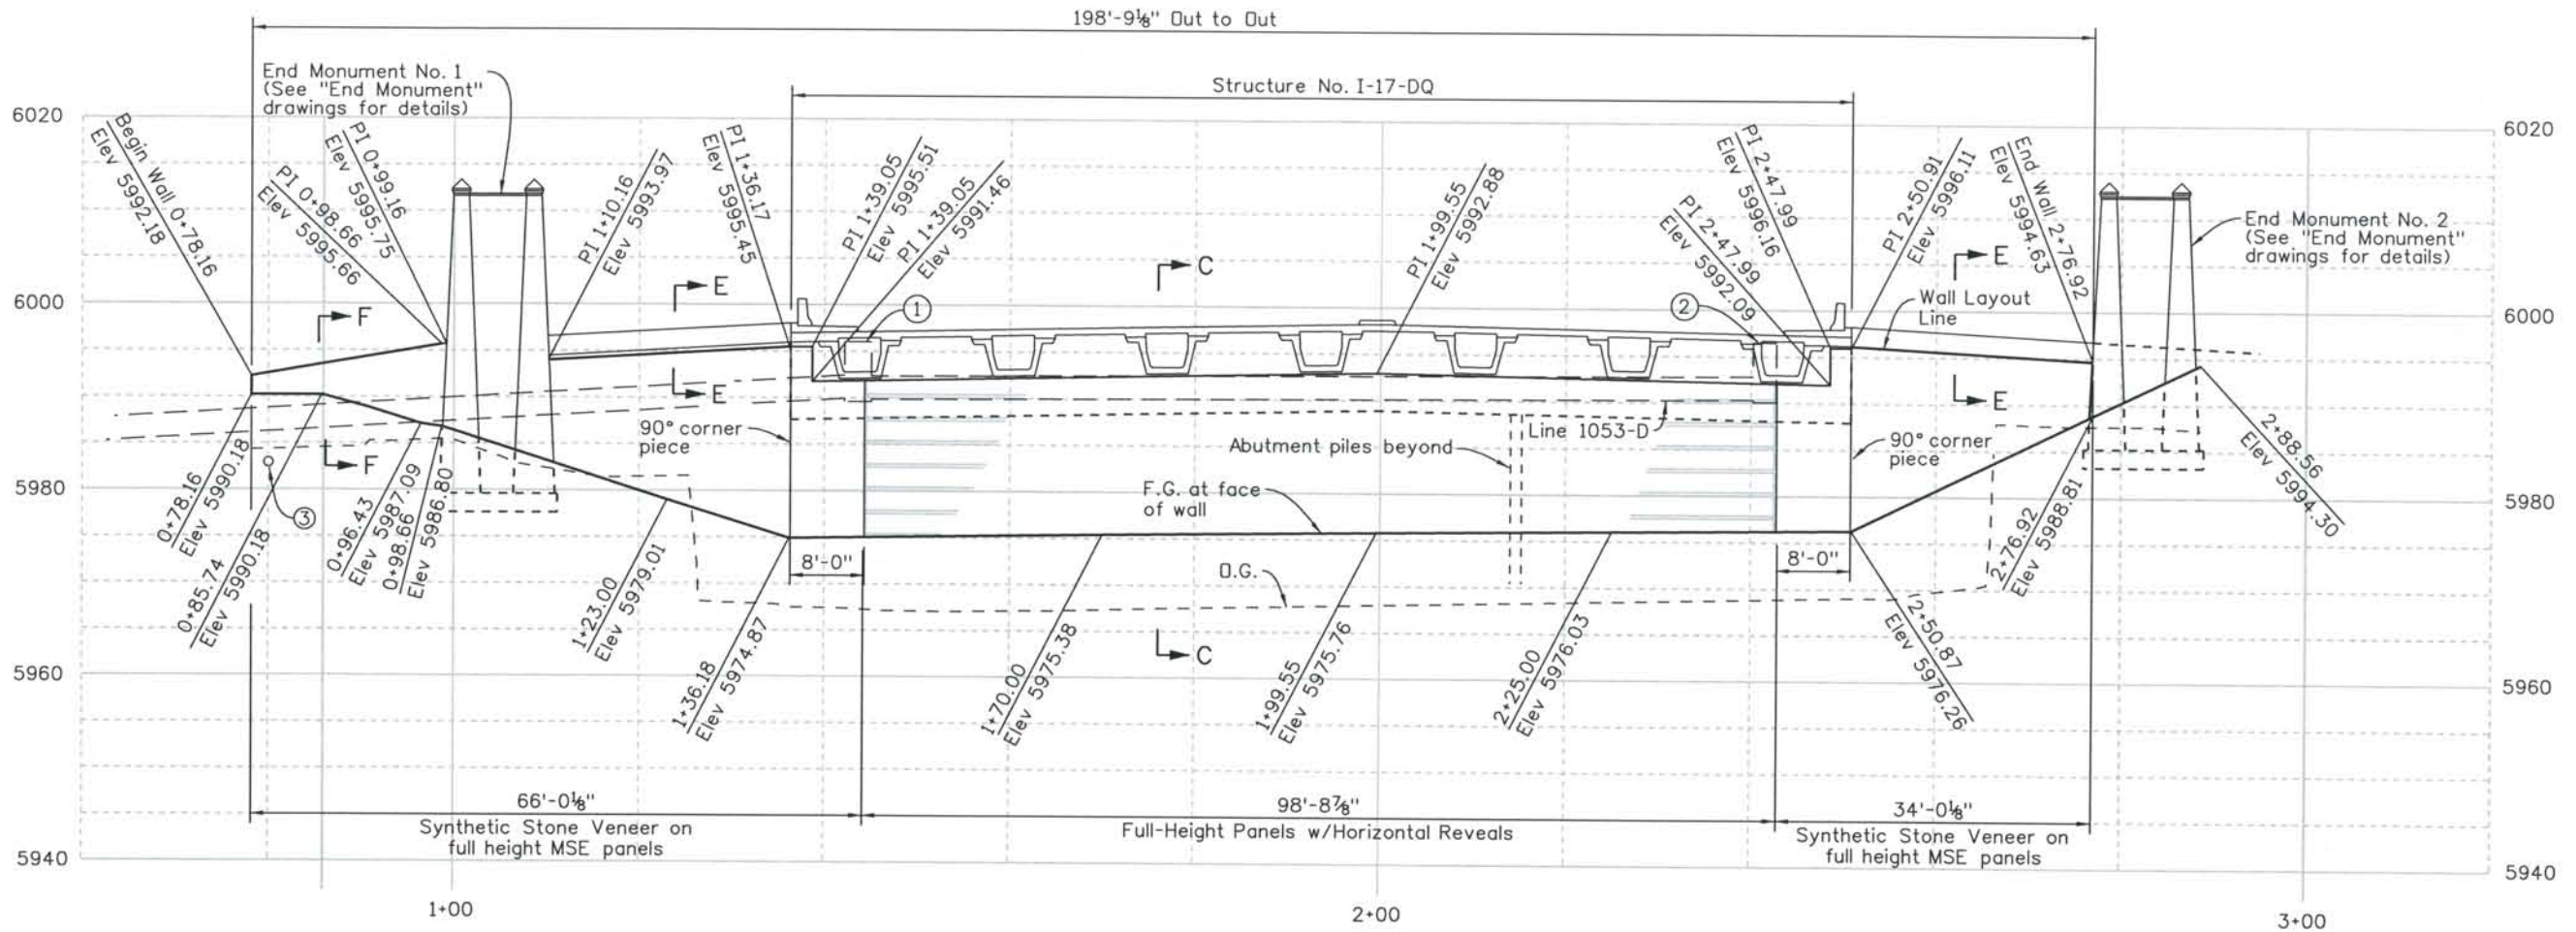 198'-9⅛" Out to Out
End Monument No. 1
(See "End Monument"
drawings for details)
Structure No. I-17-DQ
6020
6020
Begin Wall 0+78.16
Elev 5992.18
PI 0+98.66
Elev 5995.66
PI 0+99.16
Elev 5995.75
PI 1+10.16
Elev 5993.97
PI 1+36.17
Elev 5995.45
PI 1+39.05
Elev 5995.51
PI 1+39.05
Elev 5991.46
PI 1+99.55
Elev 5992.88
PI 2+47.99
Elev 5992.09
PI 2+47.99
Elev 5996.16
PI 2+50.91
Elev 5996.11
End Wall 2+76.92
Elev 5994.63
End Monument No. 2
(See "End Monument"
drawings for details)
C
E
E
F
6000
6000
1
2
Wall Layout
Line
E
E
90° corner
piece
Abutment piles beyond
Line 1053-D
90° corner
piece
F
3
5980
5980
F.G. at face
of wall
8'-0"
8'-0"
O.G.
0+78.16
Elev 5990.18
0+85.74
Elev 5990.18
0+96.43
Elev 5987.09
0+98.66
Elev 5986.80
1+23.00
Elev 5979.01
1+36.18
Elev 5974.87
1+70.00
Elev 5975.38
1+99.55
Elev 5975.76
2+25.00
Elev 5976.03
2+50.87
Elev 5976.26
2+76.92
Elev 5988.81
2+88.56
Elev 5994.30
C
5960
5960
66'-0⅛"
Synthetic Stone Veneer on
full height MSE panels
98'-8⅞"
Full-Height Panels w/Horizontal Reveals
34'-0⅛"
Synthetic Stone Veneer on
full height MSE panels
5940
5940
1+00
2+00
3+00